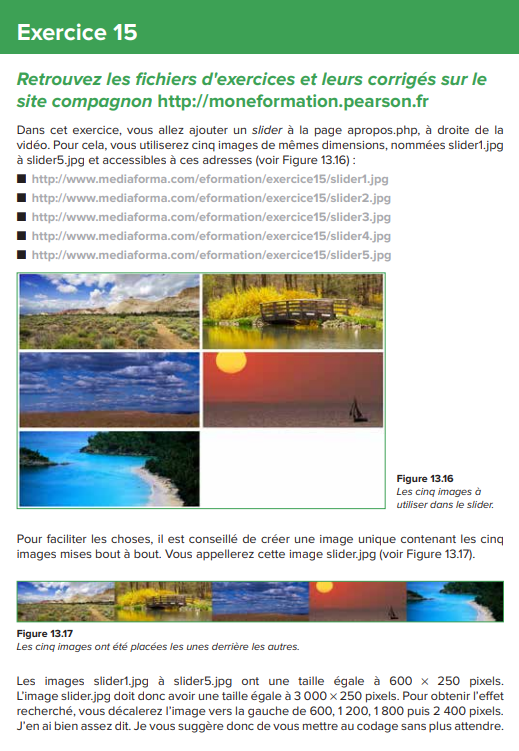 Exercice 15
Retrouvez les fichiers d'exercices et leurs corrigés sur le
site compagnon http://moneformation.pearson.fr
Dans cet exercice, vous allez ajouter un slider à la page apropos.php, à droite de la
vidéo. Pour cela, vous utiliserez cinq images de mêmes dimensions, nommées slider1.jpg
à slider5.jpg et accessibles à ces adresses (voir Figure 13.16) :
■ http://www.mediaforma.com/eformation/exercice15/slider1.jpg
■ http://www.mediaforma.com/eformation/exercice15/slider2.jpg
■ http://www.mediaforma.com/eformation/exercice15/slider3.jpg
■ http://www.mediaforma.com/eformation/exercice15/slider4.jpg
■ http://www.mediaforma.com/eformation/exercice15/slider5.jpg
Figure 13.16
Les cinq images à
utiliser dans le slider.
Pour faciliter les choses, il est conseillé de créer une image unique contenant les cinq
images mises bout à bout. Vous appellerez cette image slider.jpg (voir Figure 13.17).
Figure 13.17
Les cinq images ont été placées les unes derrière les autres.
Les images slider1.jpg à slider5.jpg ont une taille égale à 600 × 250 pixels.
L'image slider.jpg doit donc avoir une taille égale à 3 000 × 250 pixels. Pour obtenir l'effet
recherché, vous décalerez l'image vers la gauche de 600, 1 200, 1 800 puis 2 400 pixels.
J'en ai bien assez dit. Je vous suggère donc de vous mettre au codage sans plus attendre.